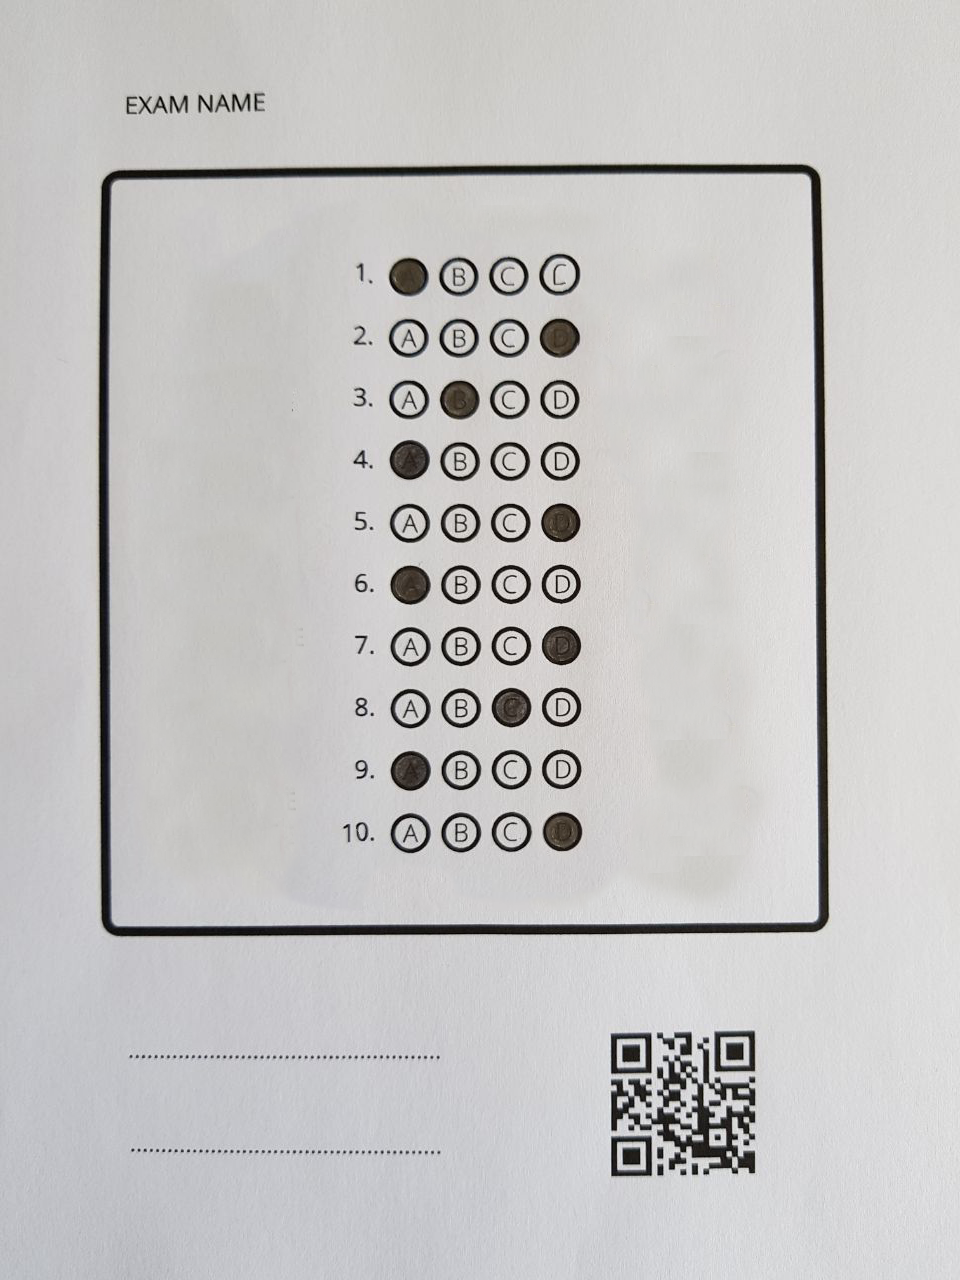 EXAM NAME
1. A B C C
2. A B C D
3. A B C D
4. A B C D
5. A B C D
6. A B C D
7. A B C D
8. A B C D
9. A B C D
10. A B C D